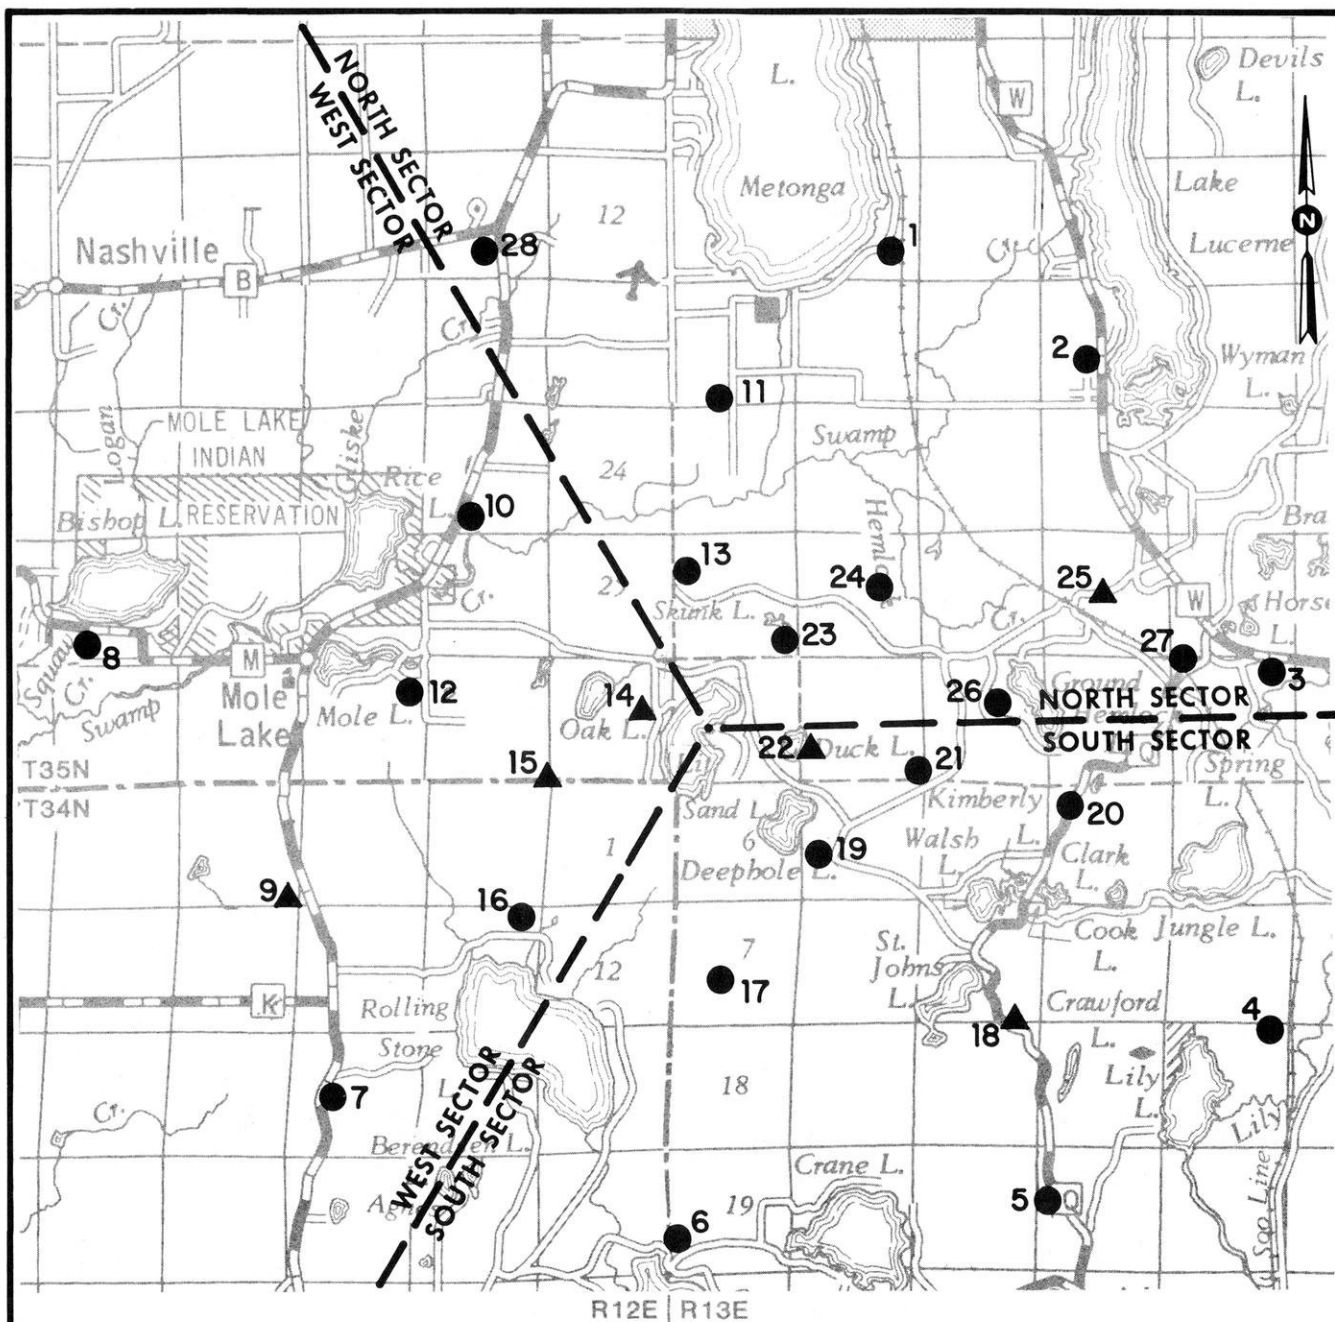 Devils
L.
L.
W
NORTH SECTOR
WEST SECTOR
Metonga
Lake
N
12
1
Lucerne
Nashville
28
Cr.
B
Cr.
Cr.
2
Wyman
L.
11
MOLE LAKE
INDIAN
RESERVATION
Logan
Gliske
Swamp
24
Rice
L.
10
Bishop L.
Hemlo
13
24
25
Cr.
Skunk L.
Cr.
W
Horse
L.
23
27
8
M
Squaw
Cr.
Swamp
12
14
26
Ground
Hemlock
3
NORTH SECTOR
SOUTH SECTOR
Mole
Lake
Mole L.
Oak L.
22
Duck L.
Q
15
21
T35N
T34N
Spring
L.
Sand L.
Kimberly
L.
20
1
6
19
Walsh
L.
Clark
L.
Deephole L.
9
16
St.
Johns
L.
Cook
L.
Jungle L.
7
12
17
K
Rolling
Stone
L.
Crawford
L.
18
4
Lily
L.
7
18
Cr.
Lily
WEST SECTOR
SOUTH SECTOR
Crane L.
19
5
Q
6
Soo Line
R12E R13E